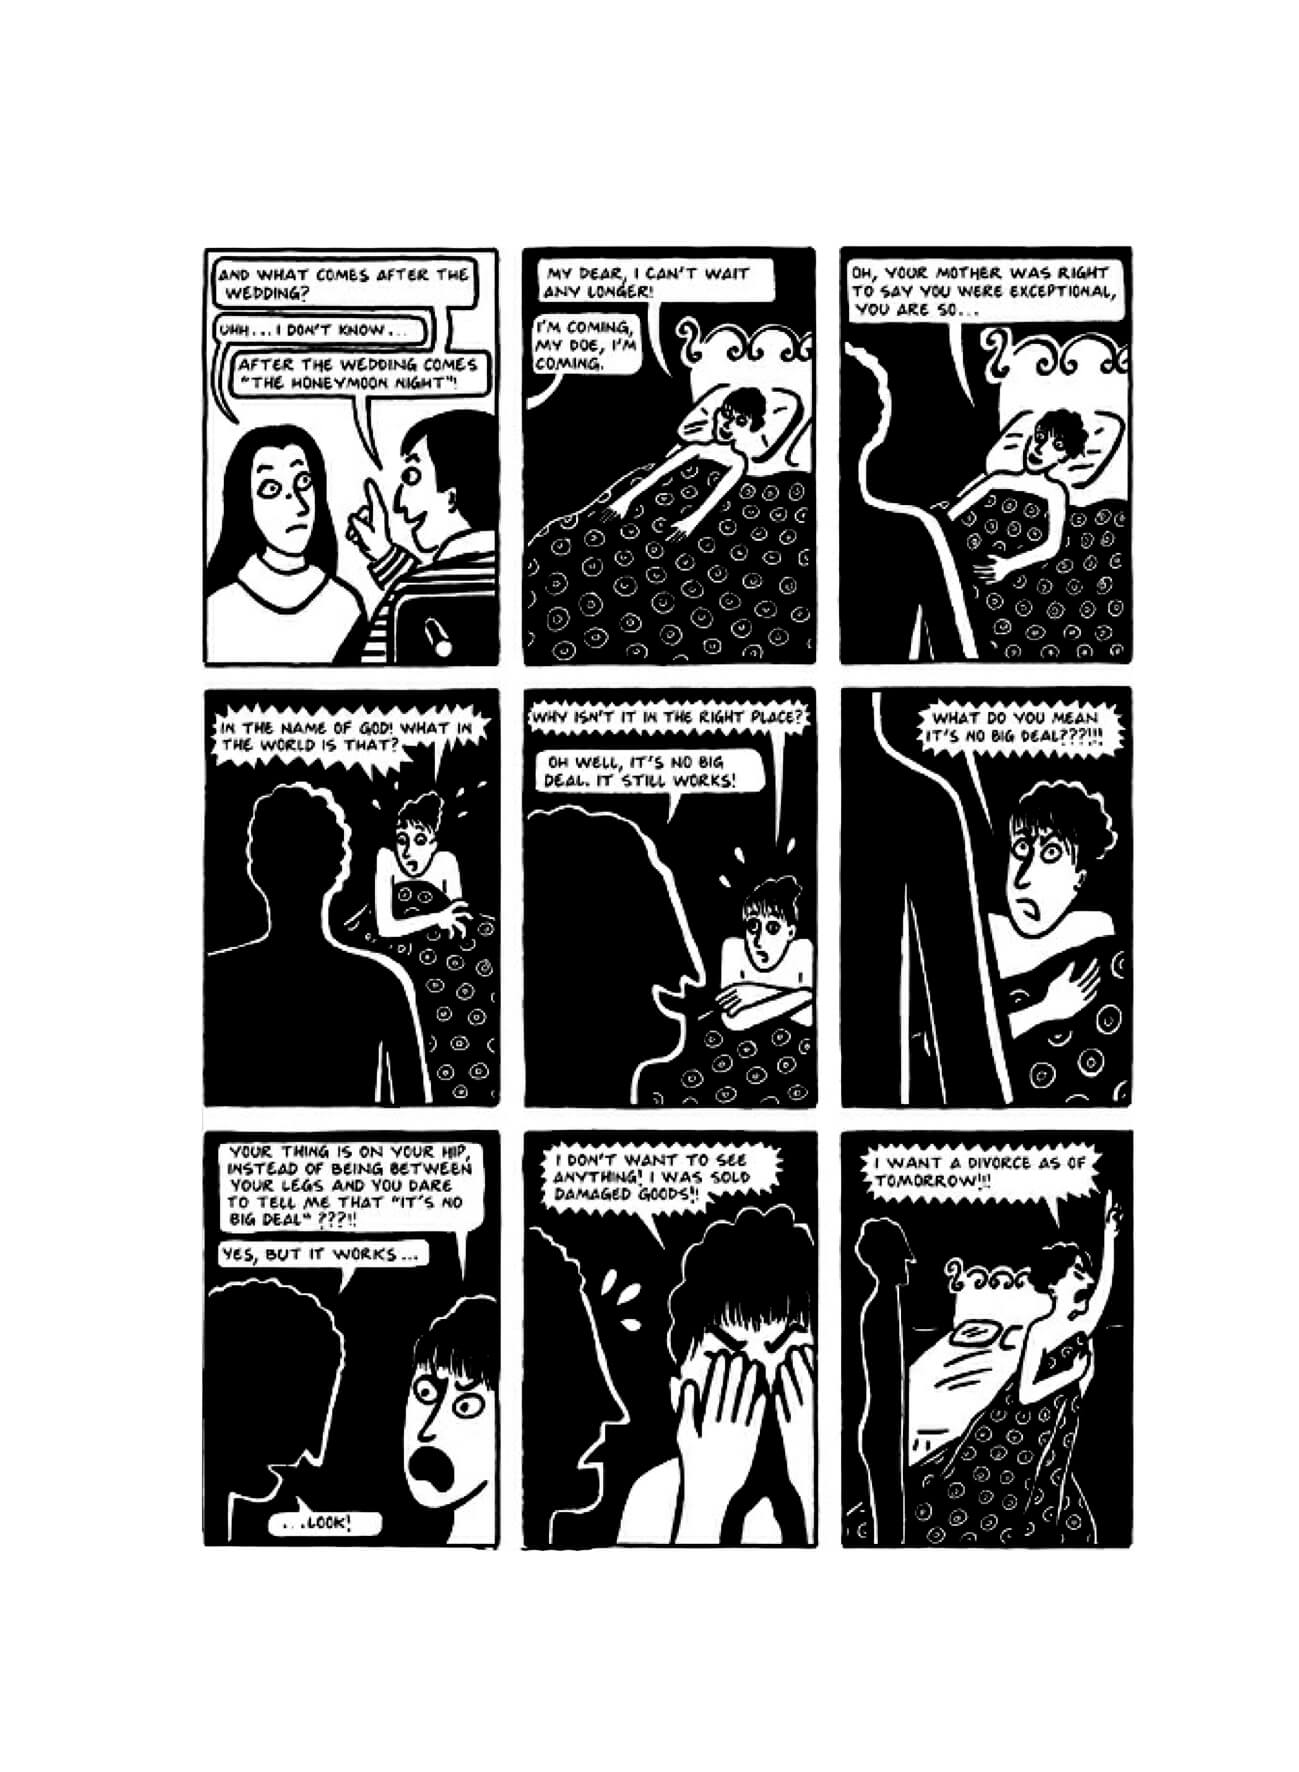 AND WHAT COMES AFTER THE
WEDDING?
UHH...I DON'T KNOW...
AFTER THE WEDDING COMES
"THE HONEYMOON NIGHT"!
MY DEAR, I CAN'T WAIT
ANY LONGER!
I'M COMING,
MY DOE, I'M
COMING.
OH, YOUR MOTHER WAS RIGHT
TO SAY YOU WERE EXCEPTIONAL,
YOU ARE SO...
IN THE NAME OF GOD! WHAT IN
THE WORLD IS THAT?
WHY ISN'T IT IN THE RIGHT PLACE?
OH WELL, IT'S NO BIG
DEAL. IT STILL WORKS!
WHAT DO YOU MEAN
IT'S NO BIG DEAL???!!!
YOUR THING IS ON YOUR HIP,
INSTEAD OF BEING BETWEEN
YOUR LEGS AND YOU DARE
TO TELL ME THAT "IT'S NO
BIG DEAL" ???!!
YES, BUT IT WORKS...
...LOOK!
I DON'T WANT TO SEE
ANYTHING! I WAS SOLD
DAMAGED GOODS!!
I WANT A DIVORCE AS OF
TOMORROW!!!